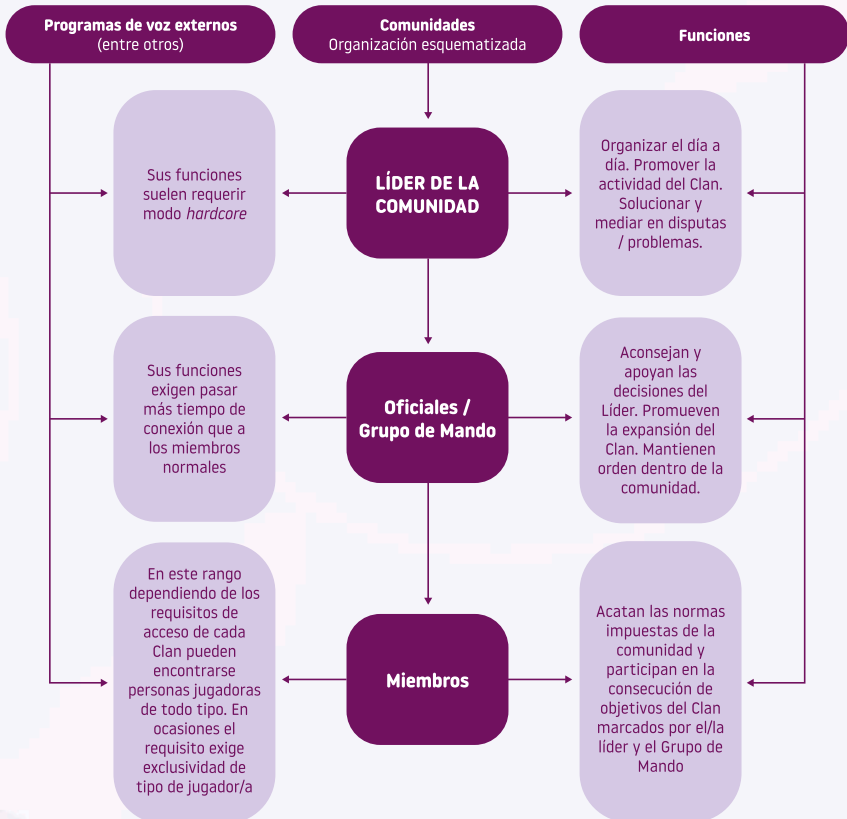 Programas de voz externos
(entre otros)
Comunidades
Organización esquematizada
Funciones
Sus funciones
suelen requerir
modo hardcore
LÍDER DE LA
COMUNIDAD
Organizar el día a
día. Promover la
actividad del Clan.
Solucionar y
mediar en disputas
/ problemas.
Sus funciones
exigen pasar
más tiempo de
conexión que a
los miembros
normales
Oficiales /
Grupo de Mando
Aconsejan y
apoyan las
decisiones del
Líder. Promueven
la expansión del
Clan. Mantienen
orden dentro de la
comunidad.
En este rango
dependiendo de los
requisitos de
acceso de cada
Clan pueden
encontrarse
personas jugadoras
de todo tipo. En
ocasiones el
requisito exige
exclusividad de
tipo de jugador/a
Miembros
Acatan las normas
impuestas de la
comunidad y
participan en la
consecución de
objetivos del Clan
marcados por el/la
líder y el Grupo de
Mando